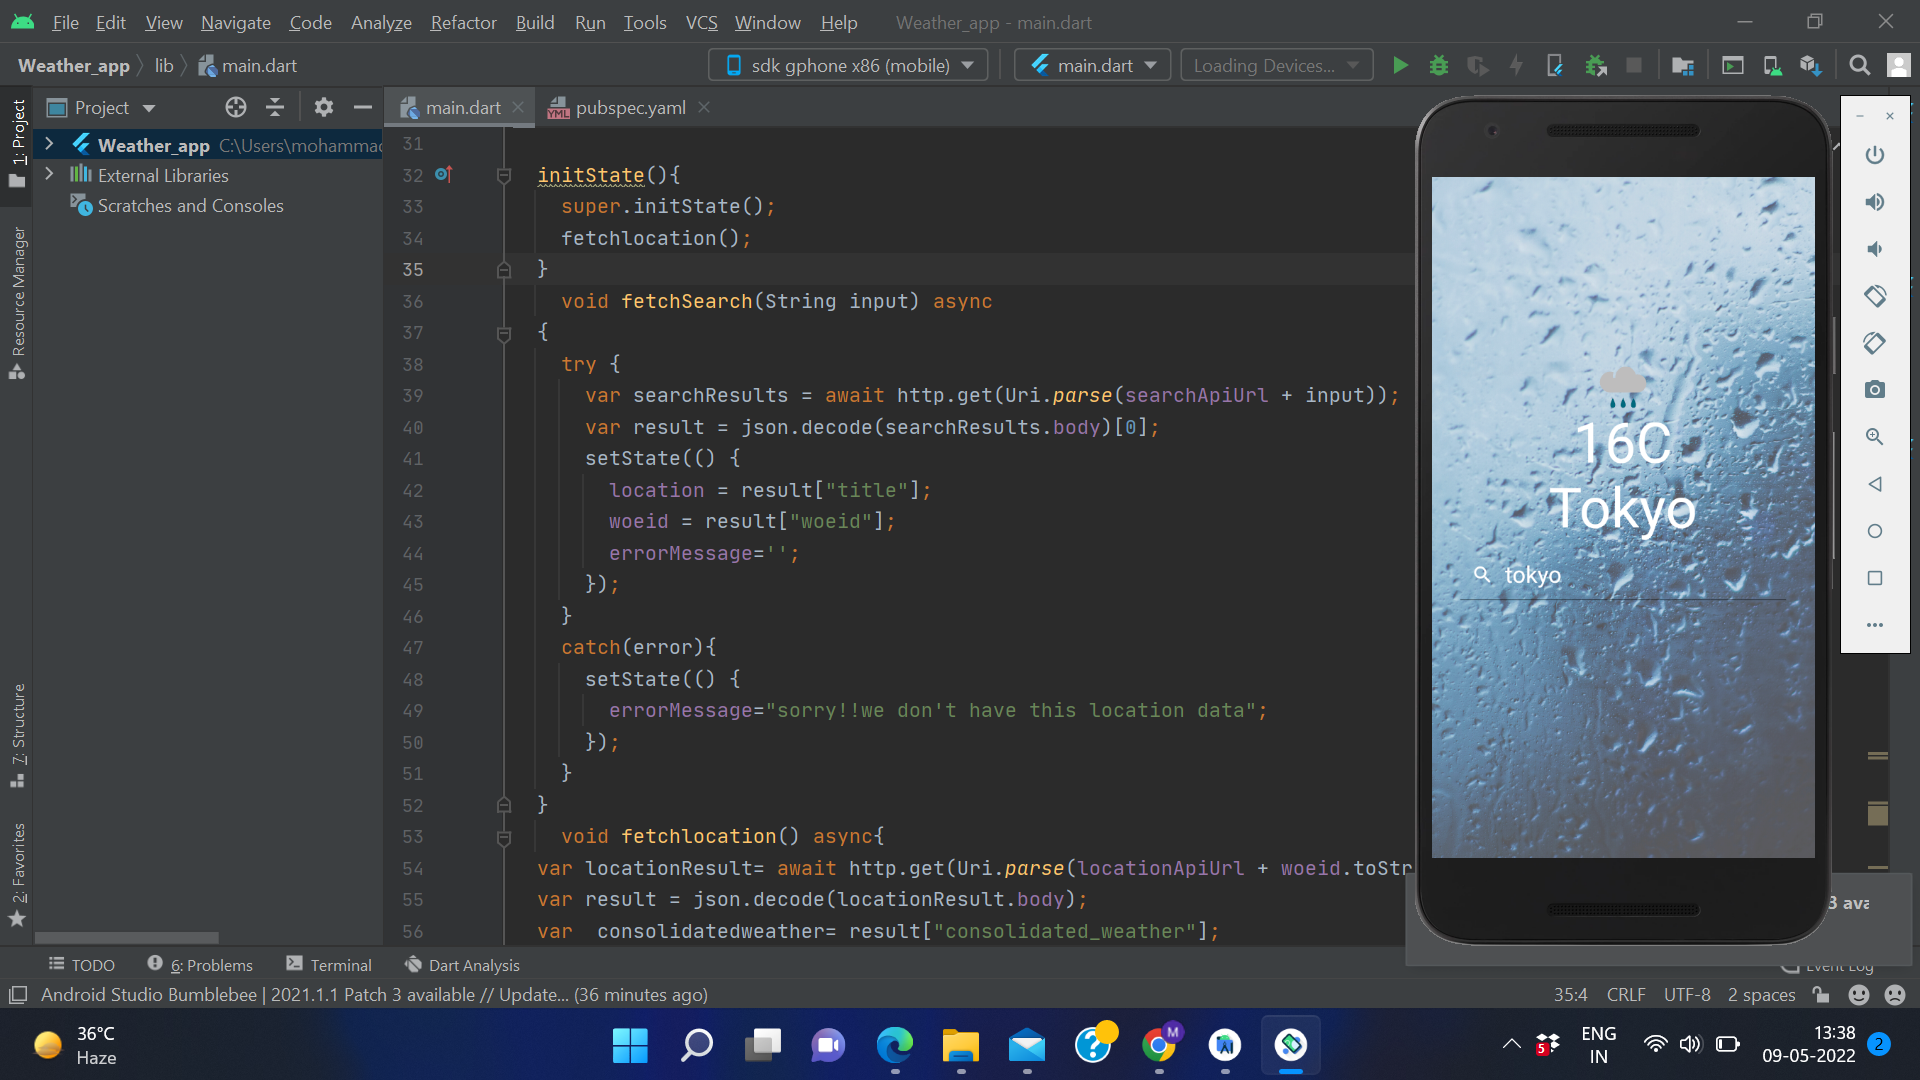 File Edit View Navigate Code Analyze Refactor Build Run Tools VCS Window Help Weather_app - main.dart
Weather_app lib main.dart sdk gphone x86 (mobile) main.dart Loading Devices...
1: Project
Resource Manager
7: Structure
2: Favorites
Project
Weather_app C:\Users\mohammad
External Libraries
Scratches and Consoles
main.dart pubspec.yaml
31
32 initState(){
33 super.initState();
34 fetchlocation();
35 }
36 void fetchSearch(String input) async
37 {
38 try {
39 var searchResults = await http.get(Uri.parse(searchApiUrl + input));
40 var result = json.decode(searchResults.body)[0];
41 setState(() {
42 location = result["title"];
43 woeid = result["woeid"];
44 errorMessage='';
45 });
46 }
47 catch(error){
48 setState(() {
49 errorMessage="sorry!!we don't have this location data";
50 });
51 }
52 }
53 void fetchlocation() async{
54 var locationResult= await http.get(Uri.parse(locationApiUrl + woeid.toStr
55 var result = json.decode(locationResult.body);
56 var consolidatedweather= result["consolidated_weather"];
16C
Tokyo
tokyo
3 ava
TODO 6: Problems Terminal Dart Analysis Event Log
Android Studio Bumblebee | 2021.1.1 Patch 3 available // Update... (36 minutes ago) 35:4 CRLF UTF-8 2 spaces
36°C
Haze
M
5
ENG
IN
13:38
09-05-2022
2